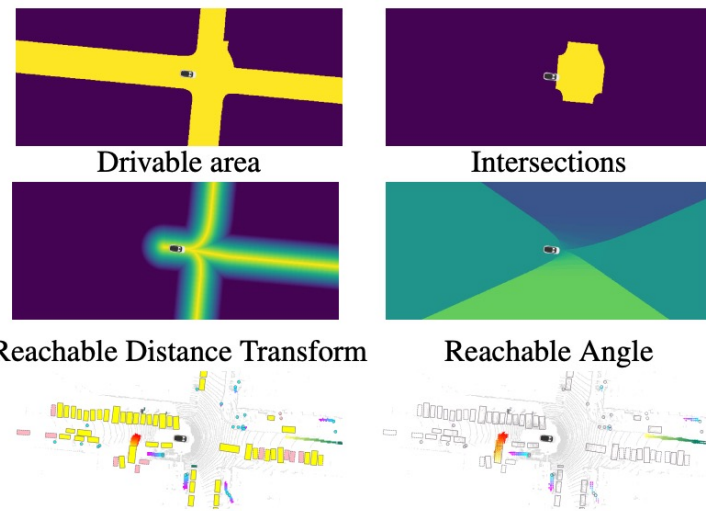 Drivable area
Intersections
Reachable Distance Transform
Reachable Angle